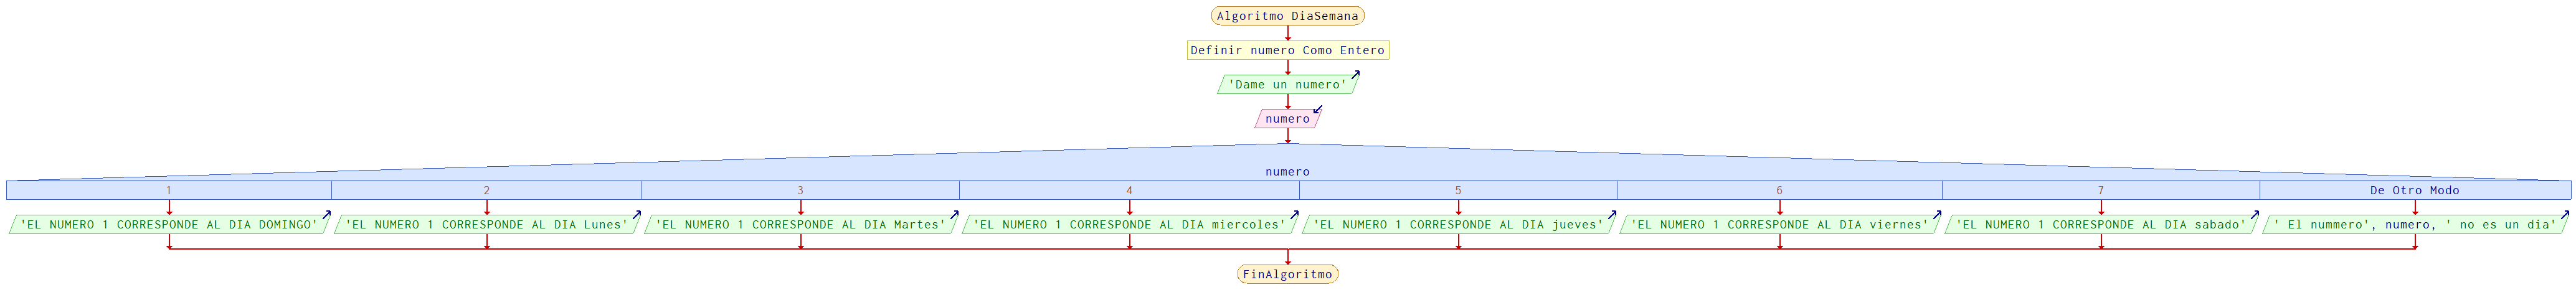 Algoritmo DiaSemana
Definir numero Como Entero
'Dame un numero'
numero
numero
1 2 3 4 5 6 7 De Otro Modo
'EL NUMERO 1 CORRESPONDE AL DIA DOMINGO' 'EL NUMERO 1 CORRESPONDE AL DIA Lunes' 'EL NUMERO 1 CORRESPONDE AL DIA Martes' 'EL NUMERO 1 CORRESPONDE AL DIA miercoles' 'EL NUMERO 1 CORRESPONDE AL DIA jueves' 'EL NUMERO 1 CORRESPONDE AL DIA viernes' 'EL NUMERO 1 CORRESPONDE AL DIA sabado' ' El nummero', numero, ' no es un dia'
FinAlgoritmo